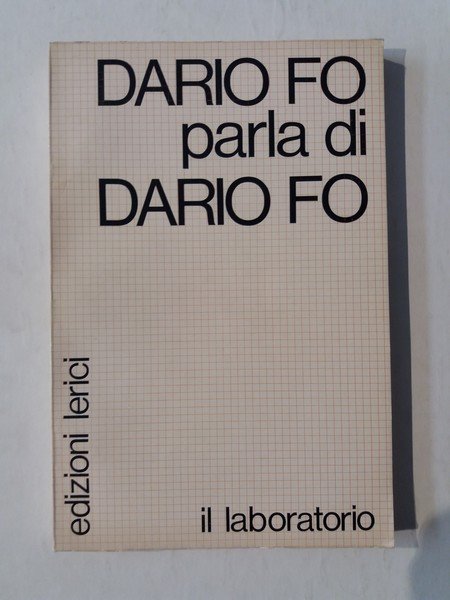 DARIO FO
parla di
DARIO FO
edizioni lerici
il laboratorio